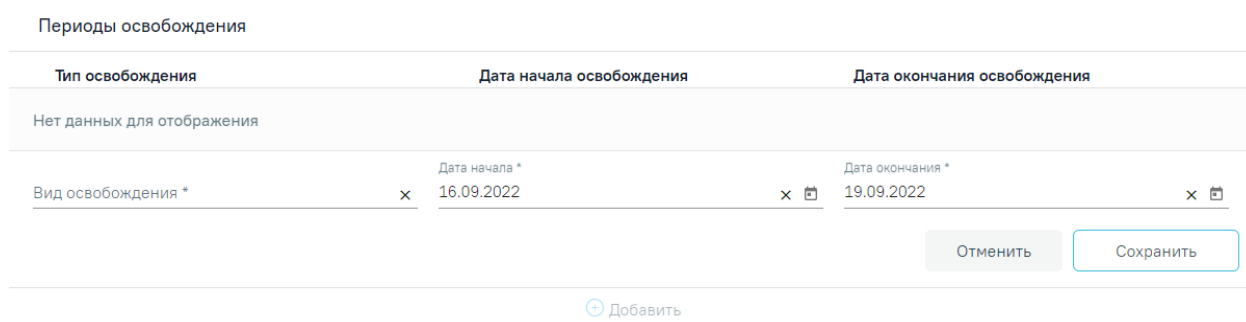 Периоды освобождения
Тип освобождения Дата начала освобождения Дата окончания освобождения
Нет данных для отображения
Дата начала * Дата окончания *
Вид освобождения * 16.09.2022 19.09.2022
Отменить Сохранить
Добавить